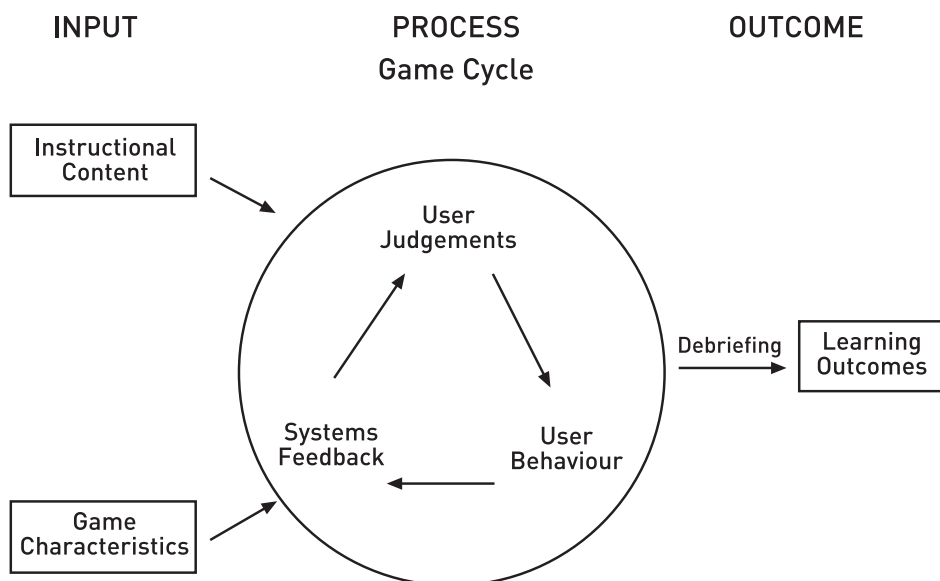 INPUT
PROCESS
Game Cycle
OUTCOME
Instructional
Content
User
Judgements
Debriefing
Learning
Outcomes
Systems
Feedback
User
Behaviour
Game
Characteristics